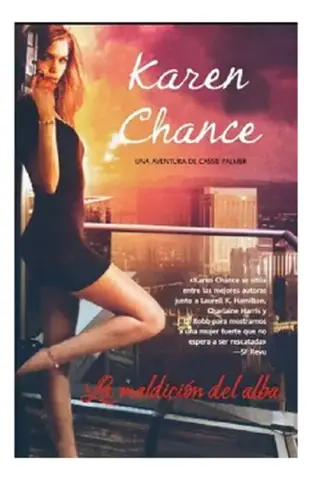 Karen
Chance
UNA AVENTURA DE CASSIE PALMER
«Karen Chance se sitúa
entre las mejores autoras
junto a Laurell K. Hamilton,
Charlaine Harris y
J.D. Robb para mostrarnos
a una mujer fuerte que no
espera a ser rescatada»
—SF Revu
La maldición del alba